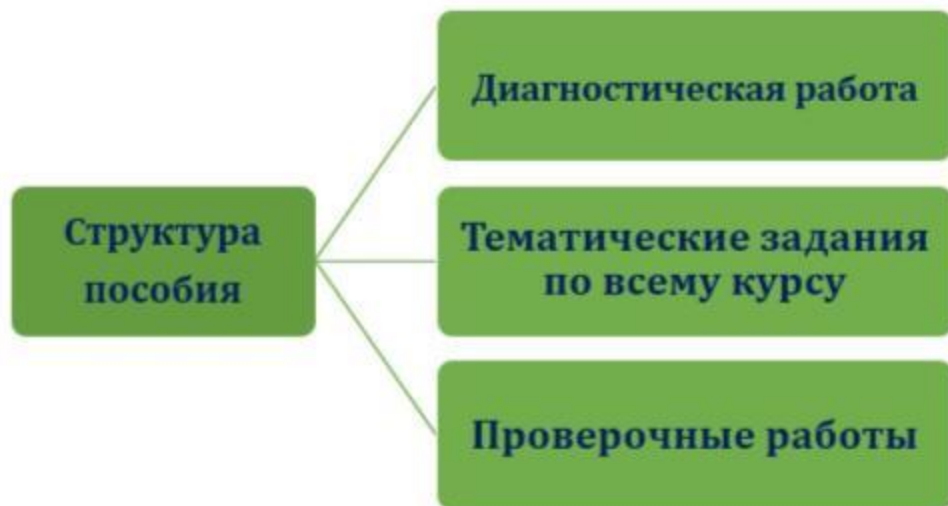 Структура
пособия
Диагностическая работа
Тематические задания
по всему курсу
Проверочные работы